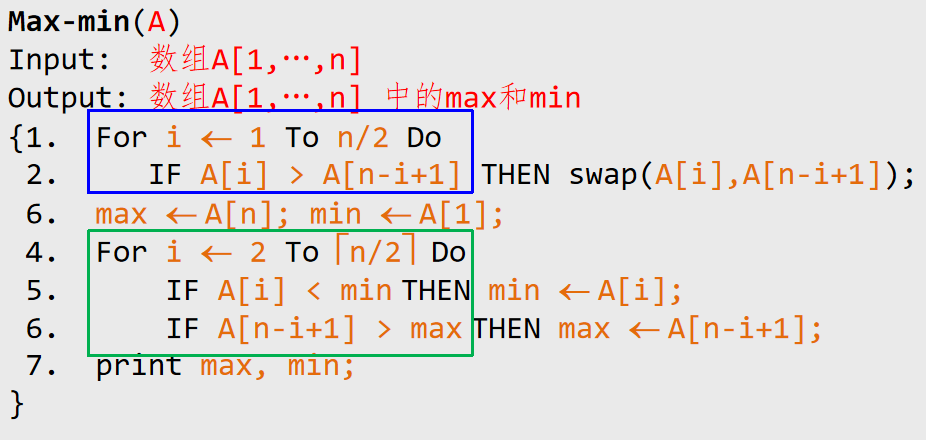 Max-min(A)
Input: 数组A[1,⋯,n]
Output: 数组A[1,⋯,n] 中的max和min
{1. For i ← 1 To n/2 Do
2. IF A[i] > A[n-i+1] THEN swap(A[i],A[n-i+1]);
6. max ←A[n]; min ←A[1];
4. For i ← 2 To ⌈n/2⌉ Do
5. IF A[i] < min THEN min ←A[i];
6. IF A[n-i+1] > max THEN max ←A[n-i+1];
7. print max, min;
}